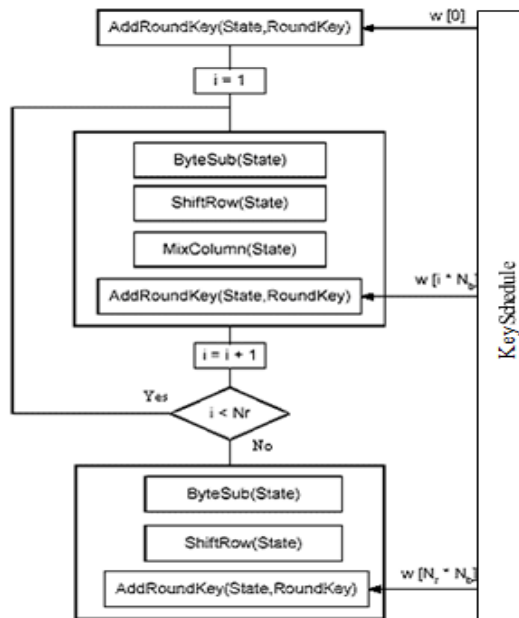 AddRoundKey(State,RoundKey)
w [0]
i = 1
ByteSub(State)
ShiftRow(State)
MixColumn(State)
AddRoundKey(State,RoundKey)
w [i * Nb]
i = i + 1
Yes
i < Nr
No
ByteSub(State)
ShiftRow(State)
AddRoundKey(State,RoundKey)
w [Nr * Nb]
KeySchedule